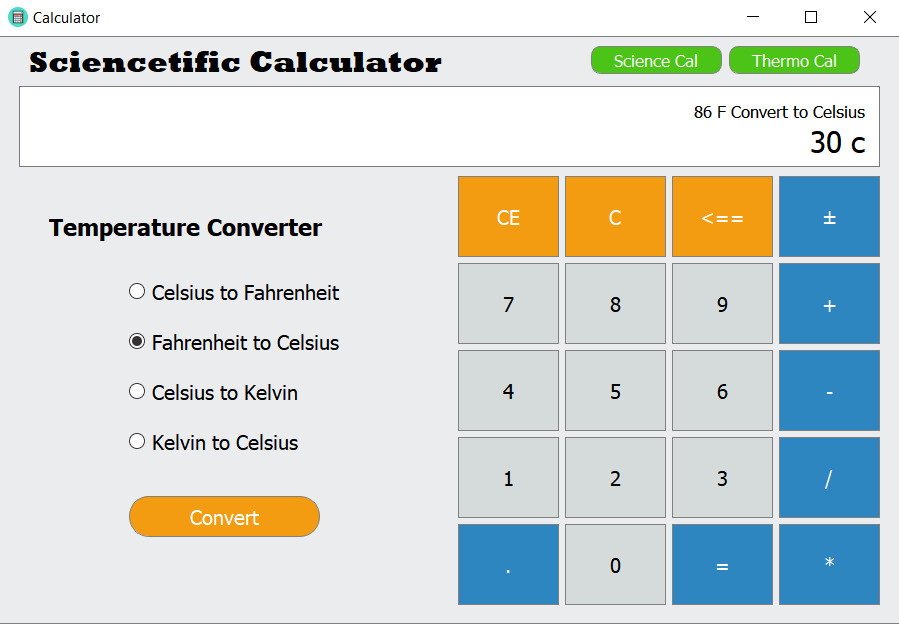 Calculator
Sciencetific Calculator
Science Cal
Thermo Cal
86 F Convert to Celsius
30 c
Temperature Converter
Celsius to Fahrenheit
Fahrenheit to Celsius
Celsius to Kelvin
Kelvin to Celsius
Convert
CE C <== ±
7 8 9 +
4 5 6 -
1 2 3 /
. 0 = *